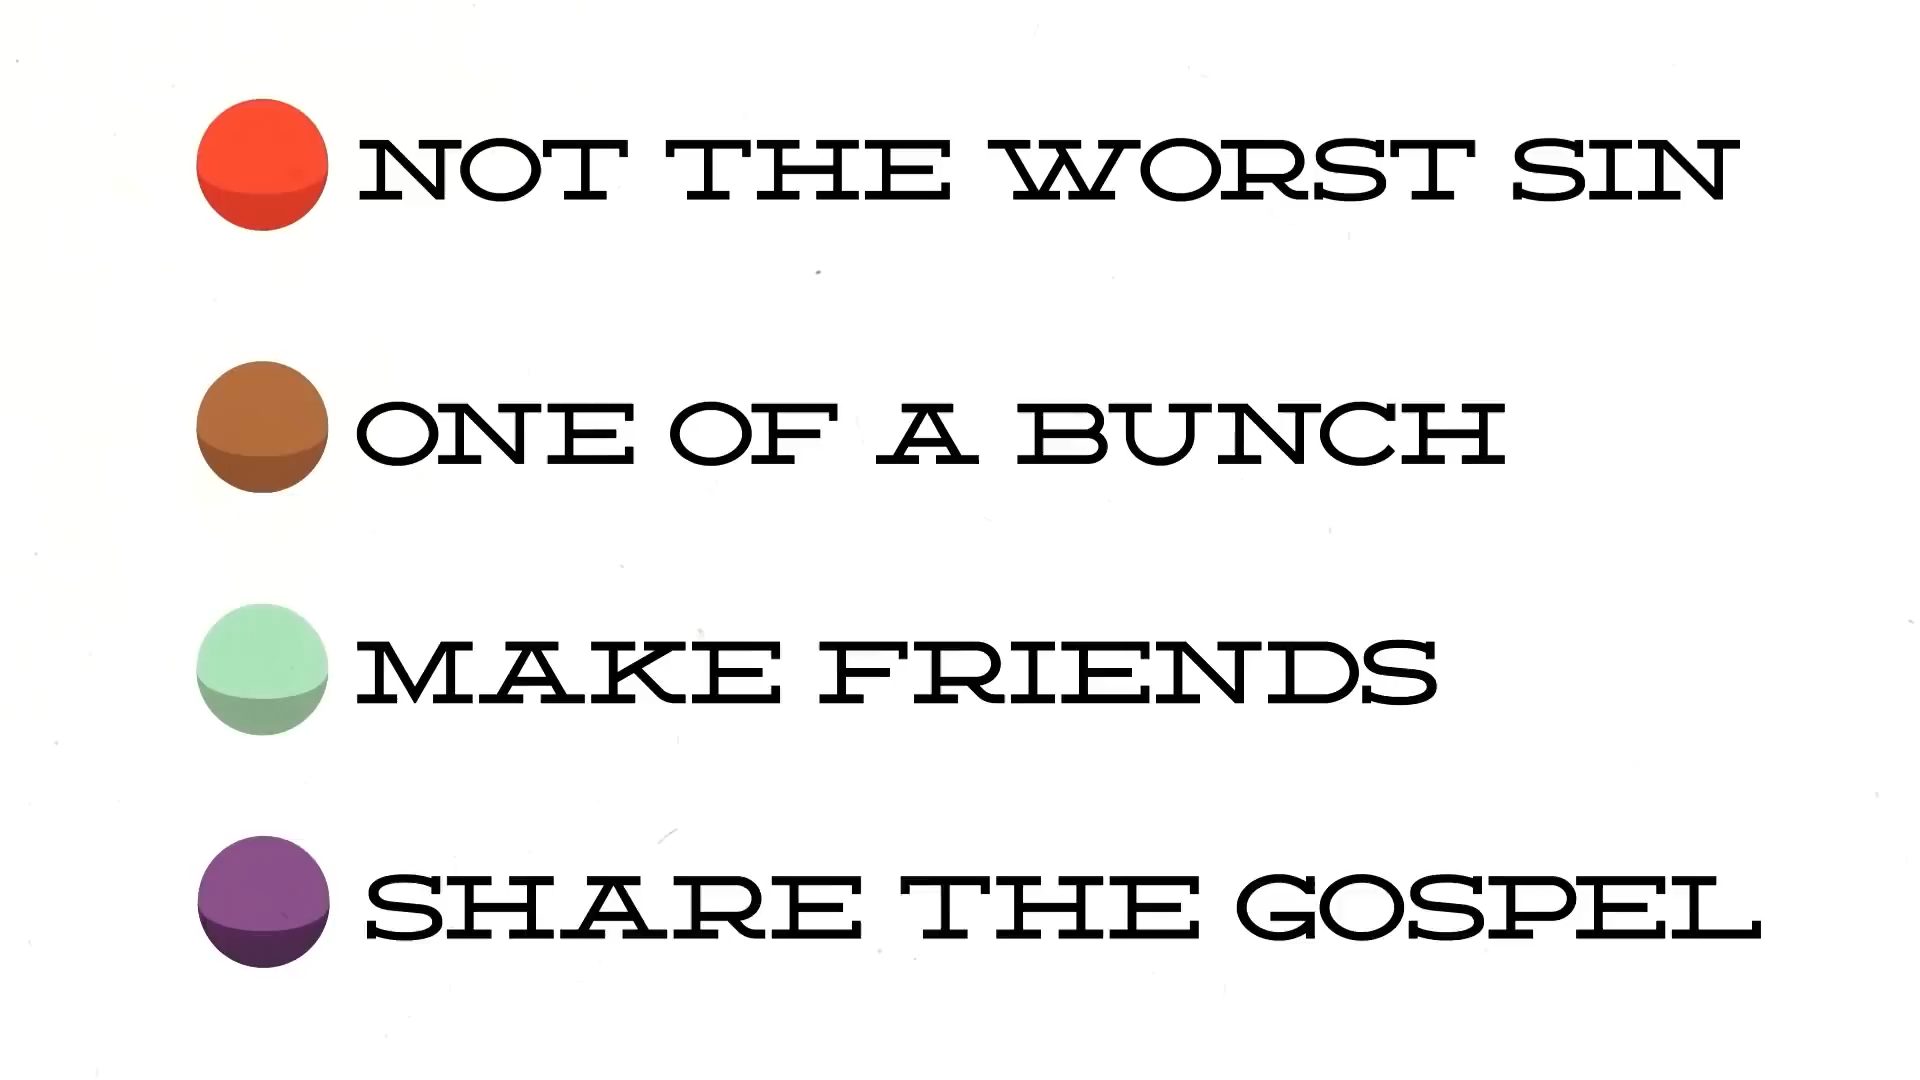 NOT THE WORST SIN
ONE OF A BUNCH
MAKE FRIENDS
SHARE THE GOSPEL